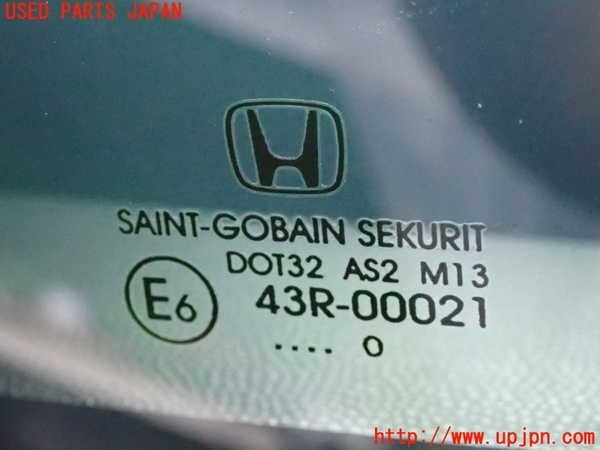 USED PARTS JAPAN
SAINT-GOBAIN SEKURIT
DOT32 AS2 M13
E6 43R-00021
.... 0
http://www.upjpn.com/